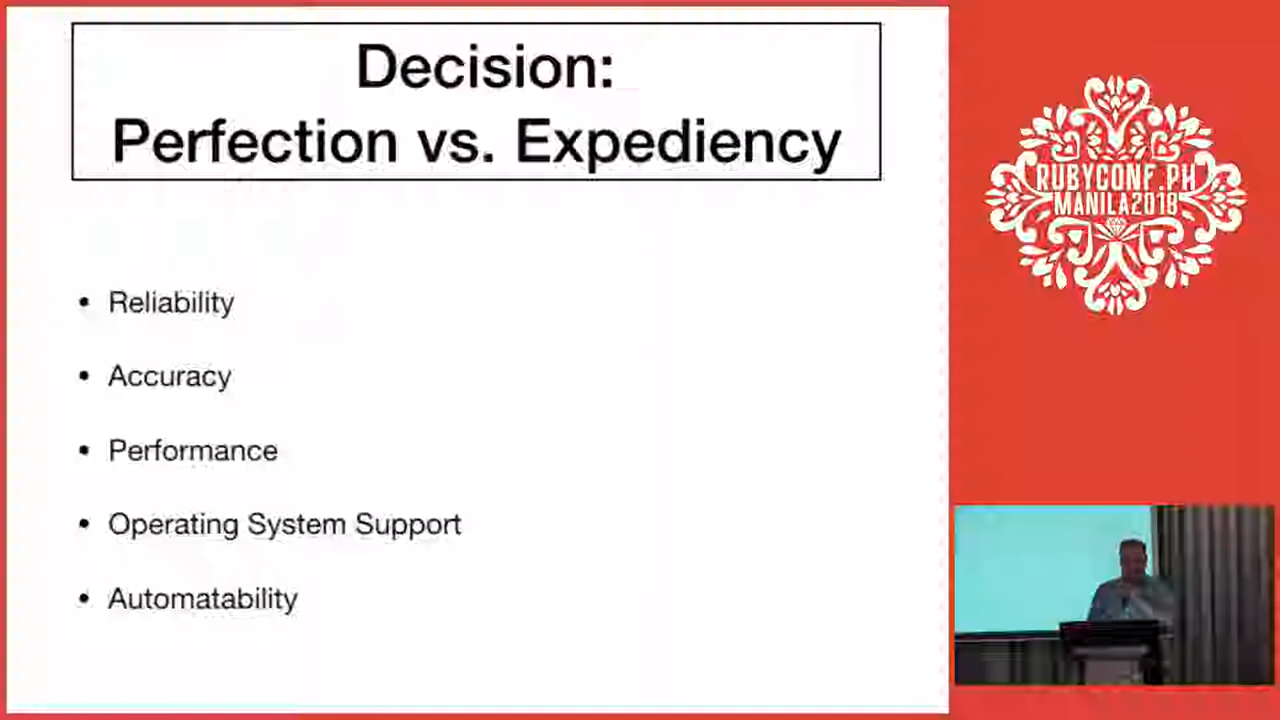 Decision:
Perfection vs. Expediency
• Reliability
• Accuracy
• Performance
• Operating System Support
• Automatability
RUBYCONF.PH
MANILA2018